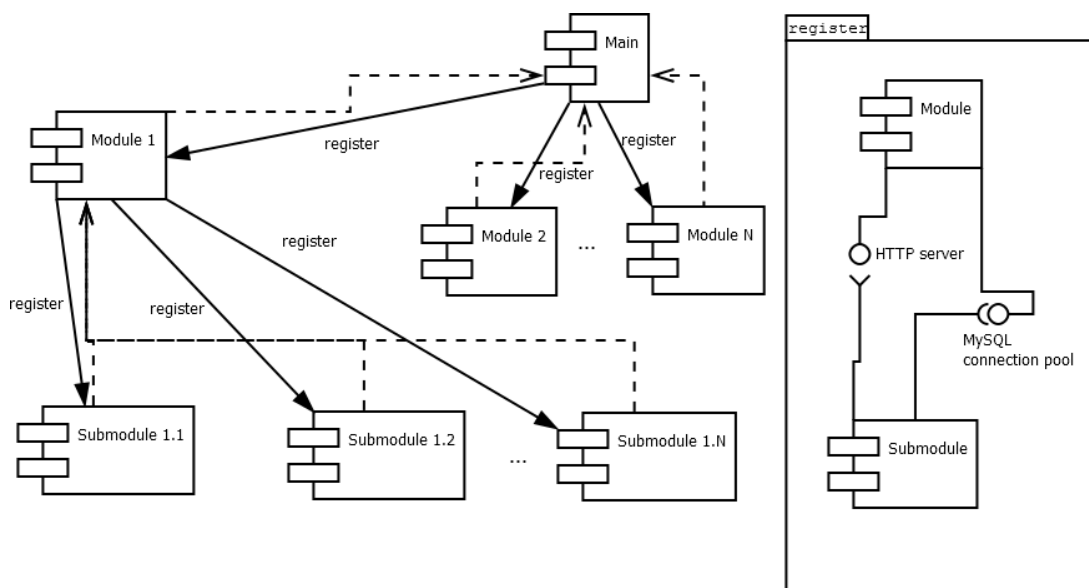 Main
register
Module 1
register
register
register
Module 2
...
Module N
register
register
register
Submodule 1.1
Submodule 1.2
...
Submodule 1.N
register
Module
HTTP server
MySQL
connection pool
Submodule